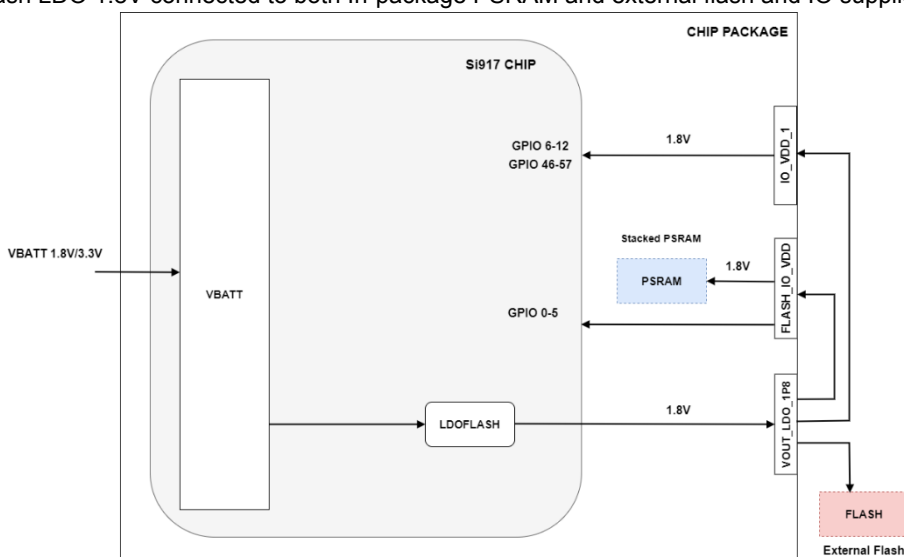 ash LDO 1.8V connected to both in-package PSRAM and external flash and IO supplie
CHIP PACKAGE
Si917 CHIP
GPIO 6-12
GPIO 46-57
1.8V
IO_VDD_1
VBATT 1.8V/3.3V
VBATT
Stacked PSRAM
PSRAM
1.8V
FLASH_IO_VDD
GPIO 0-5
LDOFLASH
1.8V
VOUT_LDO_1P8
FLASH
External Flash